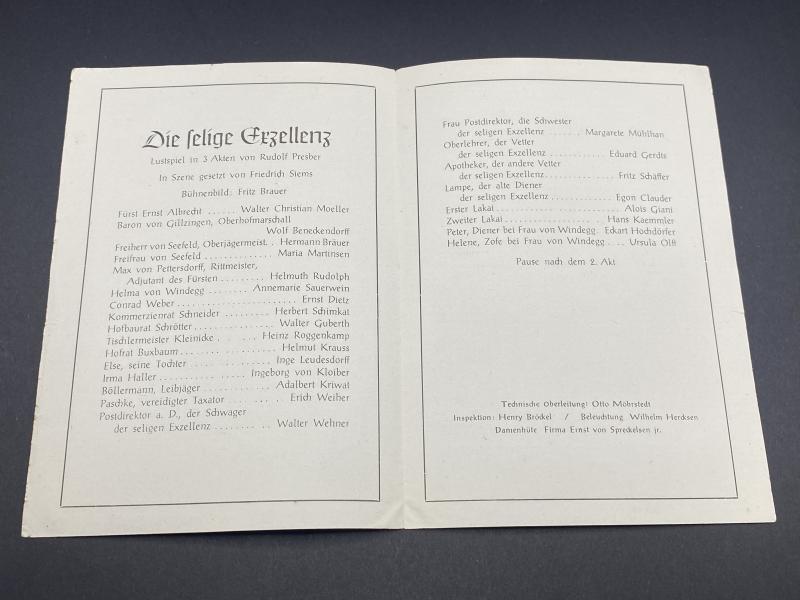 Die selige Exzellenz
Lustspiel in 3 Akten von Rudolf Presber
In Szene gesetzt von Friedrich Siems
Bühnenbild: Fritz Brauer
Fürst Ernst Albrecht ...... Walter Christian Moeller
Baron von Gillzingen, Oberhofmarschall
Wolf Beneckendorff
Freiherr von Seefeld, Oberjägermeist. . Hermann Bräuer
Freifrau von Seefeld ........ Maria Martinsen
Max von Pettersdorff, Rittmeister,
Adjutant des Fürsten ......... Helmuth Rudolph
Helma von Windegg ........ Annemarie Sauerwein
Conrad Weber ........................ Ernst Dietz
Kommerzienrat Schneider .......... Herbert Schimkat
Hofbaurat Schrötter ................ Walter Guberth
Tischlermeister Kleinicke . . ..... Heinz Roggenkamp
Hofrat Buxbaum ................... Helmut Krauss
Else, seine Tochter ............... Inge Leudesdorff
Irma Haller ................ Ingeborg von Kloiber
Böllermann, Leibjäger ............. Adalbert Kriwat
Paschke, vereidigter Taxator .......... Erich Weiher
Postdirektor a. D., der Schwager
der seligen Exzellenz ........ .. Walter Wehner
Frau Postdirektor, die Schwester
der seligen Exzellenz ...... Margarete Mühlhan
Oberlehrer, der Vetter
der seligen Exzellenz ........... Eduard Gerdts
Apotheker, der andere Vetter
der seligen Exzellenz ............. Fritz Schäffer
Lampe, der alte Diener
der seligen Exzellenz ............ Egon Clauder
Erster Lakai ........................ Alois Giani
Zweiter Lakai ................... Hans Kaemmler
Peter, Diener bei Frau von Windegg . Eckart Hochdörfer
Helene, Zofe bei Frau von Windegg .... Ursula Olff
Pause nach dem 2. Akt
Technische Oberleitung: Otto Mohrstedt
Inspektion: Henry Bröckel / Beleuchtung Wilhelm Hercksen
Damenhüte Firma Ernst von Spreckelsen jr.